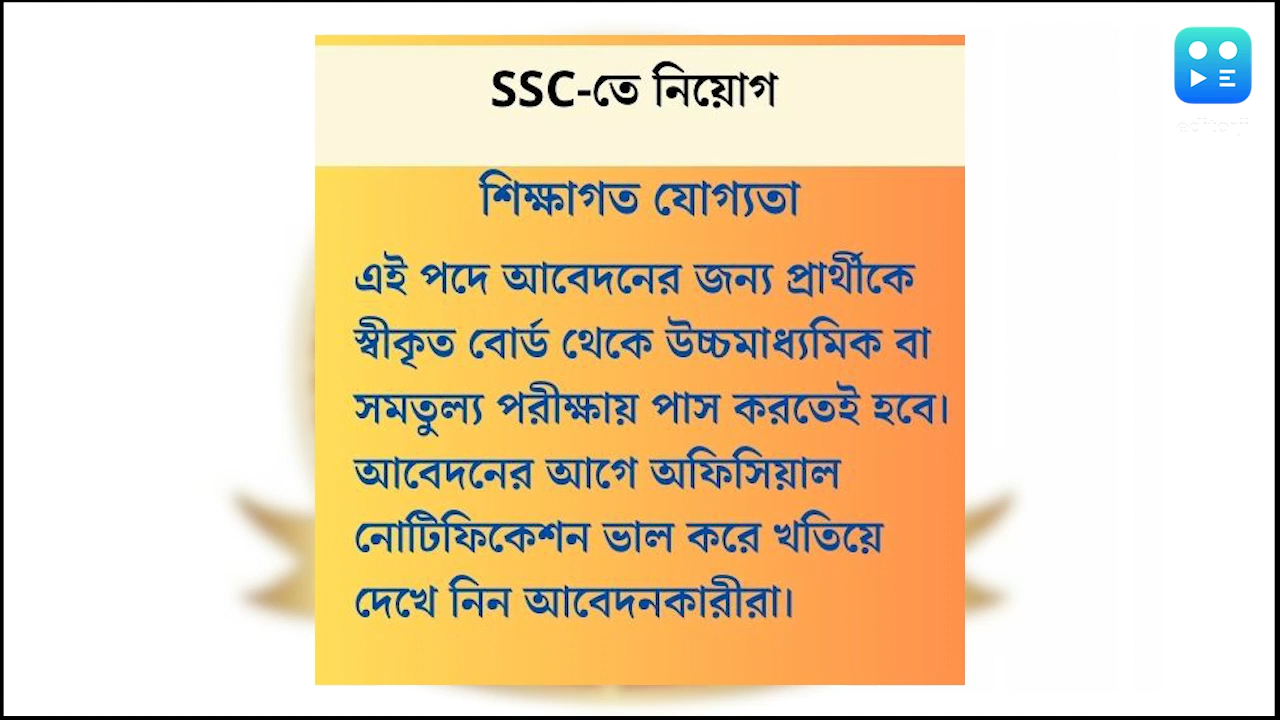 SSC-তে নিয়োগ
শিক্ষাগত যোগ্যতা
এই পদে আবেদনের জন্য প্রার্থীকে
স্বীকৃত বোর্ড থেকে উচ্চমাধ্যমিক বা
সমতুল্য পরীক্ষায় পাস করতেই হবে।
আবেদনের আগে অফিসিয়াল
নোটিফিকেশন ভাল করে খতিয়ে
দেখে নিন আবেদনকারীরা।
editorji